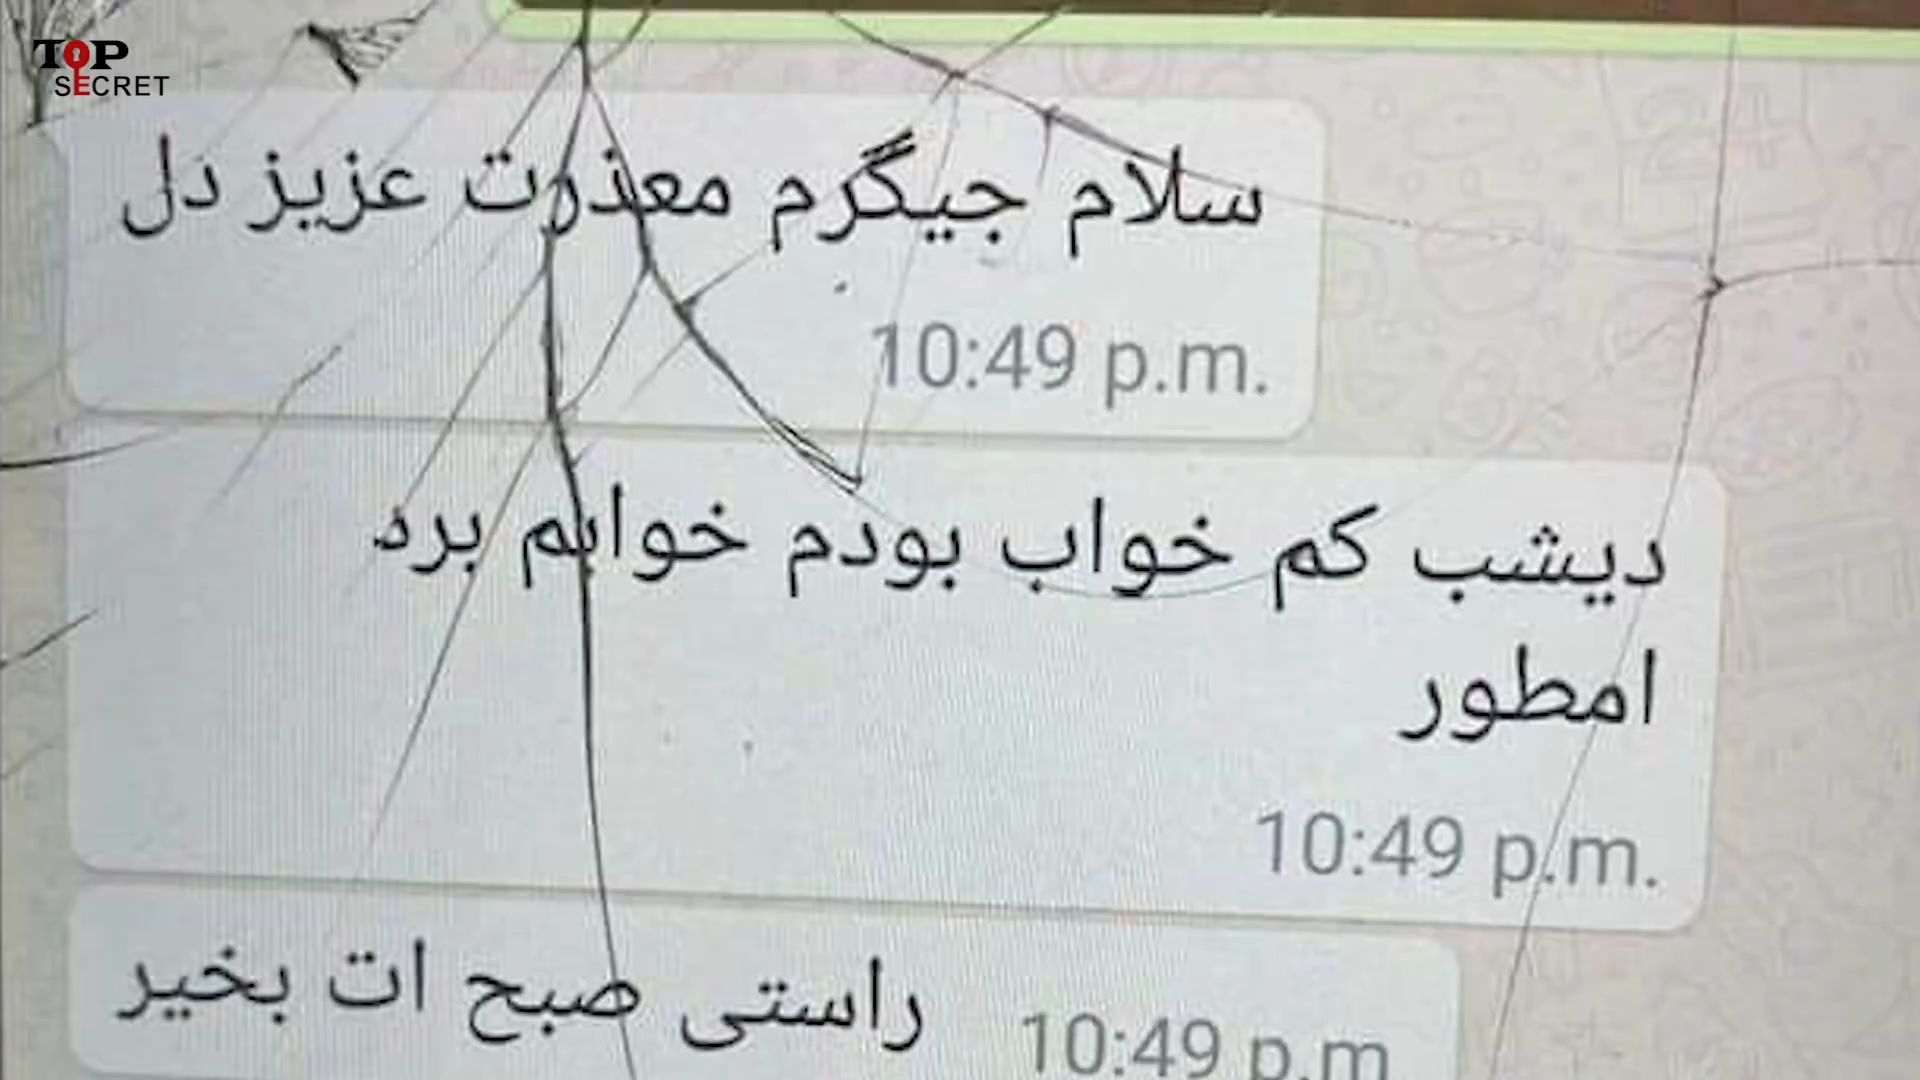 TOP
SECRET
سلام جیگرم معذرت عزیز دل
10:49 p.m.
دیشب کم خواب بودم خوابم برد
امطور
10:49 p.m.
راستی صبح ات بخیر
10:49 p.m